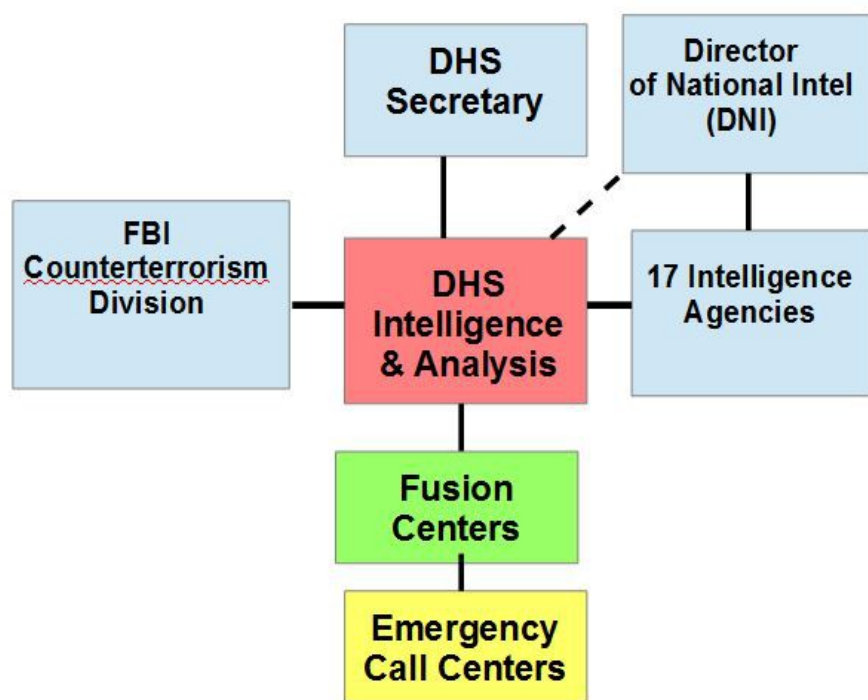 DHS
Secretary
Director
of National Intel
(DNI)
FBI
Counterterrorism
Division
DHS
Intelligence
& Analysis
17 Intelligence
Agencies
Fusion
Centers
Emergency
Call Centers